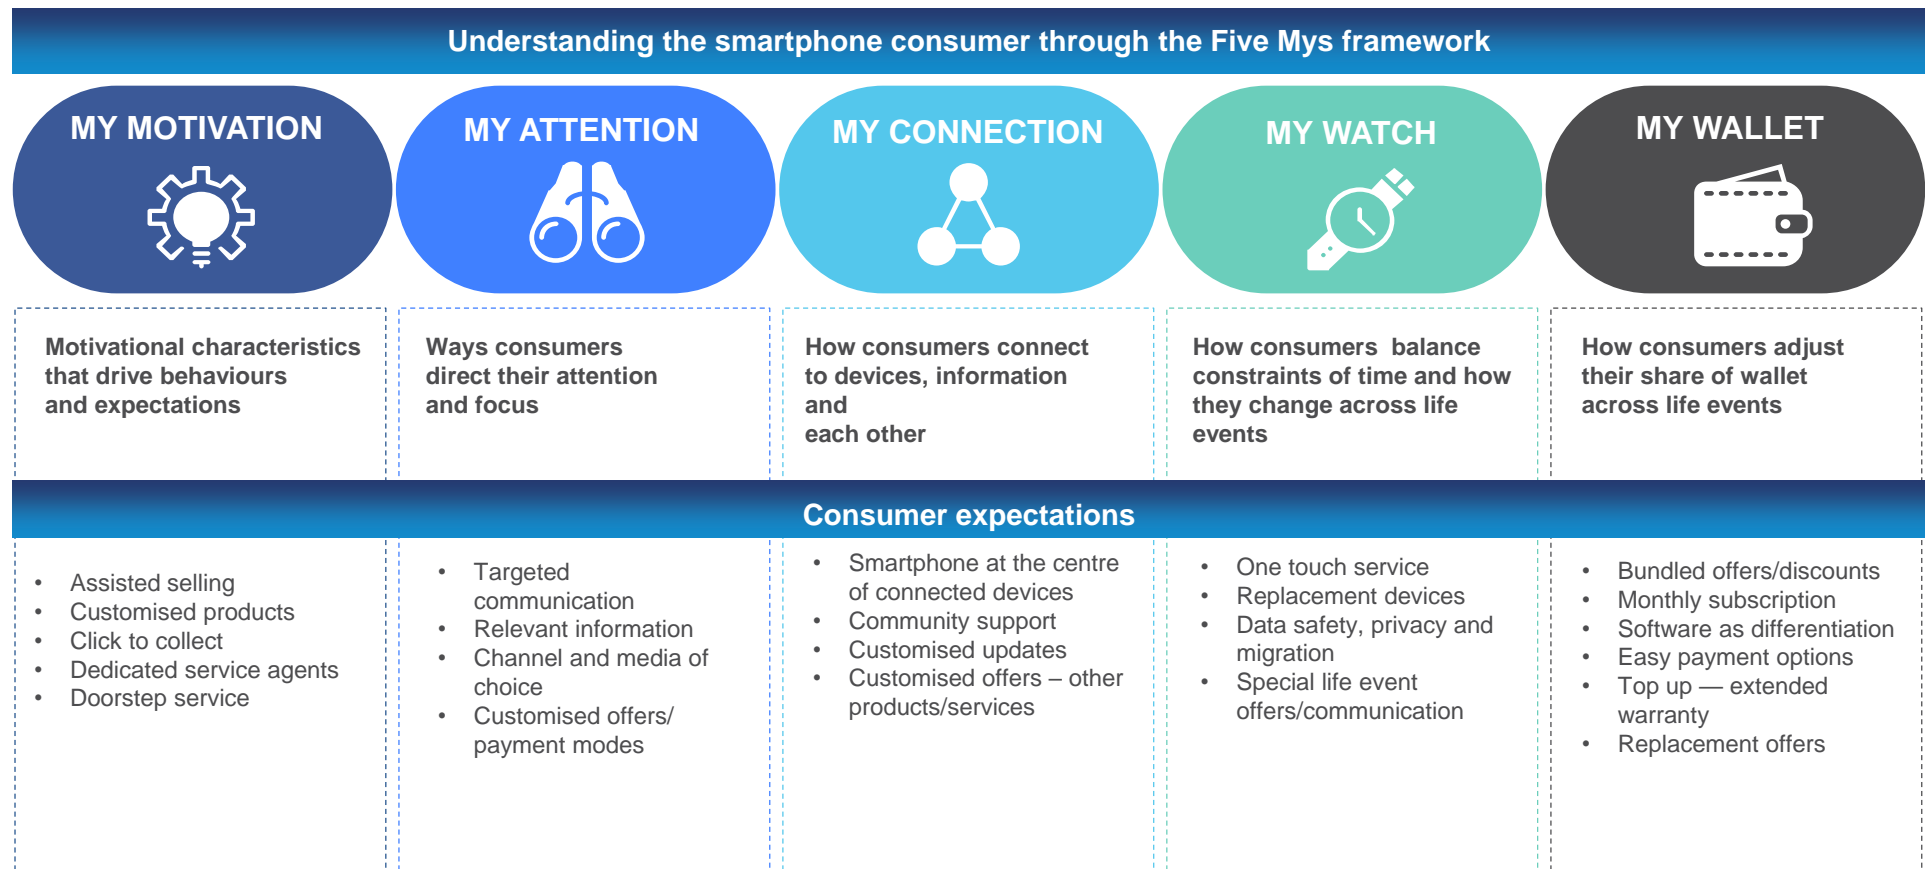 Understanding the smartphone consumer through the Five Mys framework
MY MOTIVATION
MY ATTENTION
MY CONNECTION
MY WATCH
MY WALLET
Motivational characteristics
that drive behaviours
and expectations
Ways consumers
direct their attention
and focus
How consumers connect
to devices, information
and
each other
How consumers  balance
constraints of time and how
they change across life
events
How consumers adjust
their share of wallet
across life events
Consumer expectations
• Assisted selling
• Customised products
• Click to collect
• Dedicated service agents
• Doorstep service
• Targeted
communication
• Relevant information
• Channel and media of
choice
• Customised offers/
payment modes
• Smartphone at the centre
of connected devices
• Community support
• Customised updates
• Customised offers – other
products/services
• One touch service
• Replacement devices
• Data safety, privacy and
migration
• Special life event
offers/communication
• Bundled offers/discounts
• Monthly subscription
• Software as differentiation
• Easy payment options
• Top up — extended
warranty
• Replacement offers